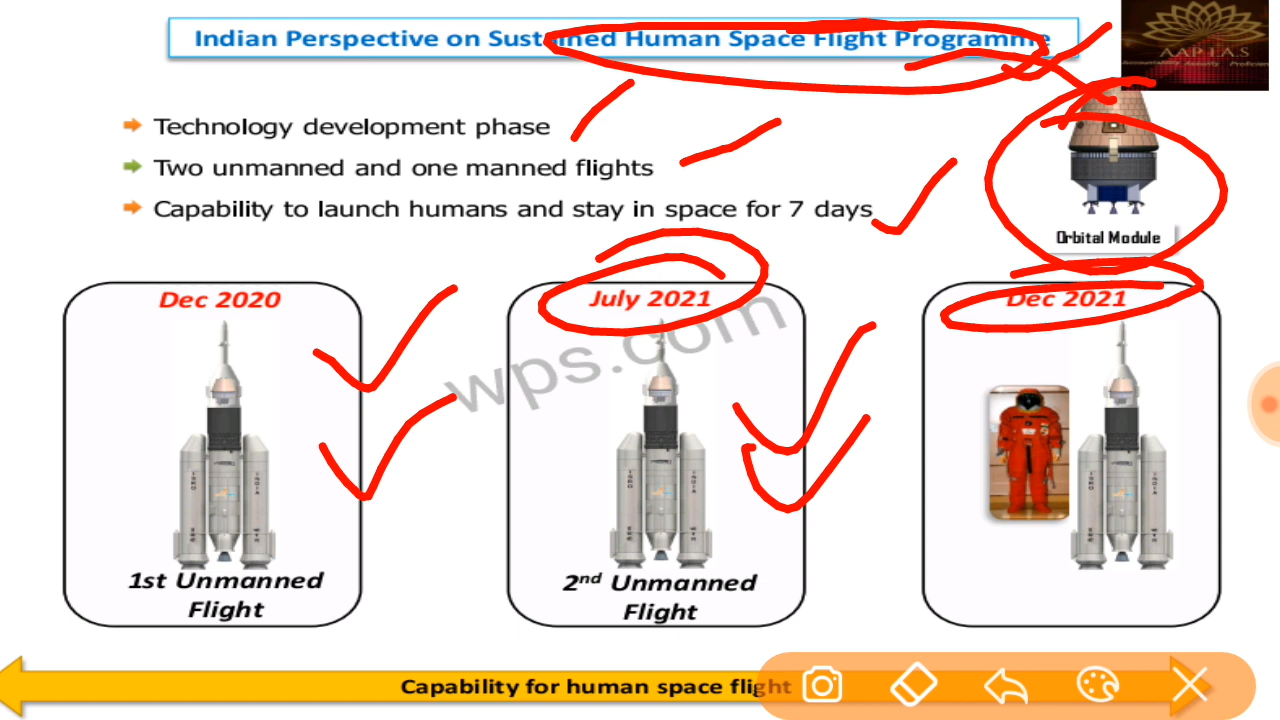 Indian Perspective on Sustained Human Space Flight Programme
AAP I.A.S
Technology development phase
Two unmanned and one manned flights
Capability to launch humans and stay in space for 7 days
Orbital Module
Dec 2020
July 2021
Dec 2021
wps.com
1st Unmanned
Flight
2nd Unmanned
Flight
Capability for human space flight